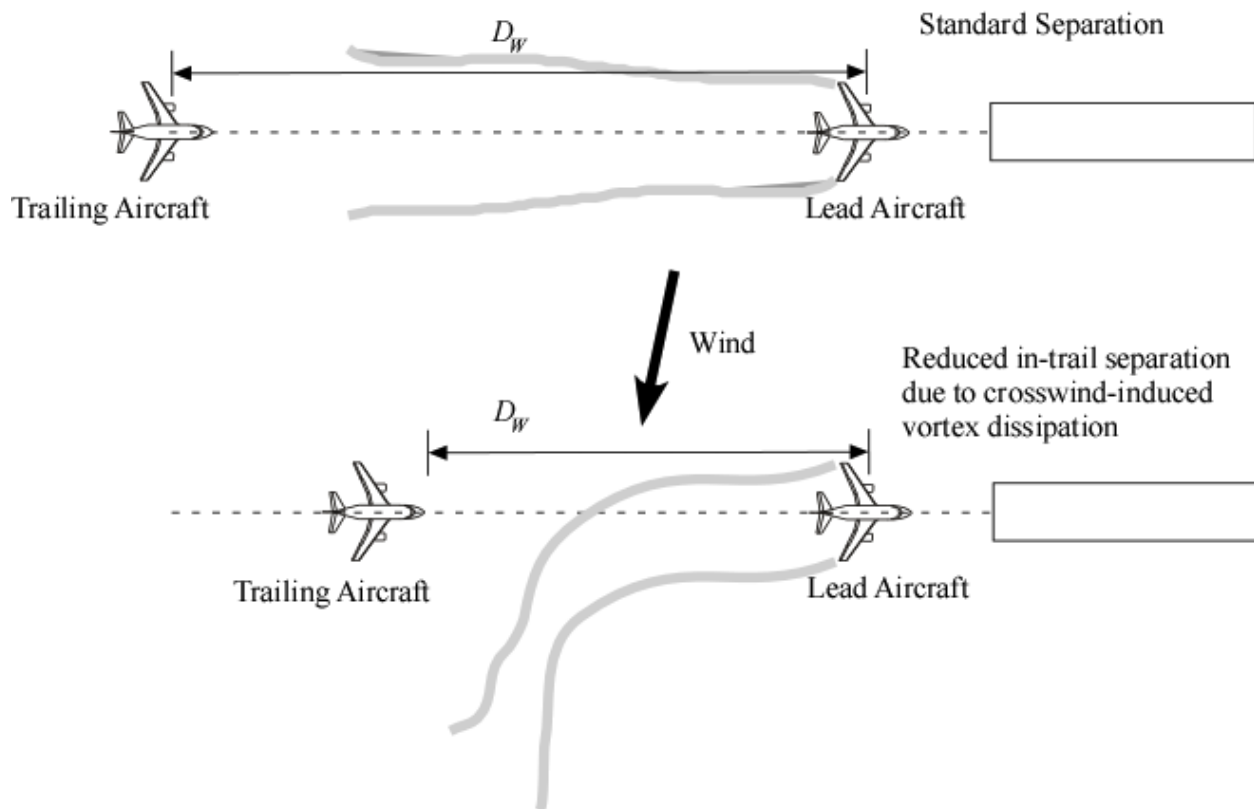 D_W
Standard Separation
Trailing Aircraft
Lead Aircraft
Wind
Reduced in-trail separation
due to crosswind-induced
vortex dissipation
D_W
Trailing Aircraft
Lead Aircraft